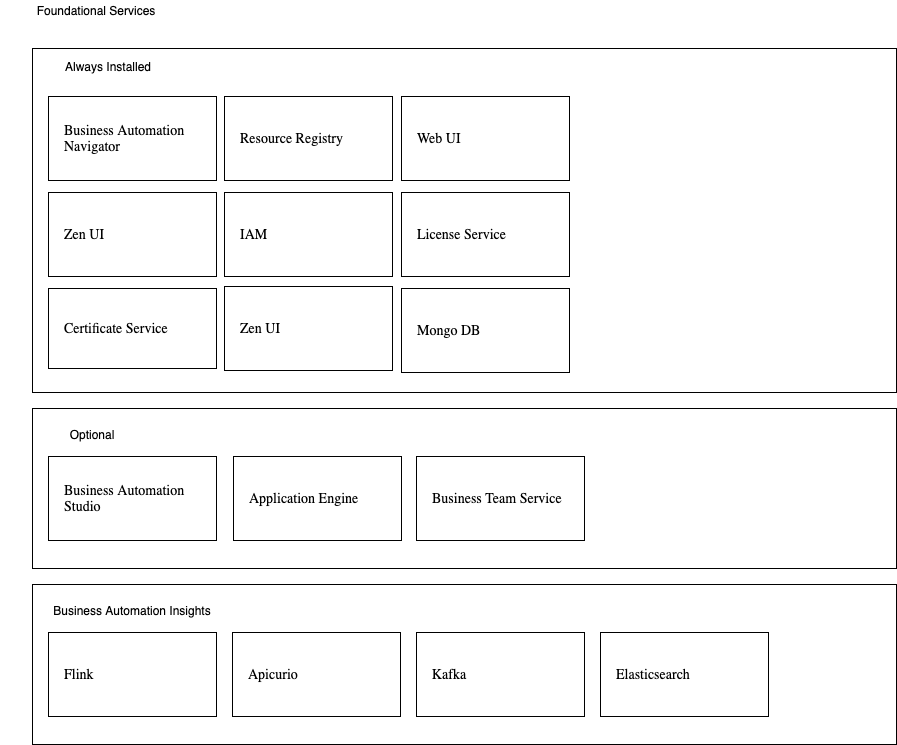 Foundational Services
Always Installed
Business Automation
Navigator
Resource Registry
Web UI
Zen UI
IAM
License Service
Certificate Service
Zen UI
Mongo DB
Optional
Business Automation
Studio
Application Engine
Business Team Service
Business Automation Insights
Flink
Apicurio
Kafka
Elasticsearch